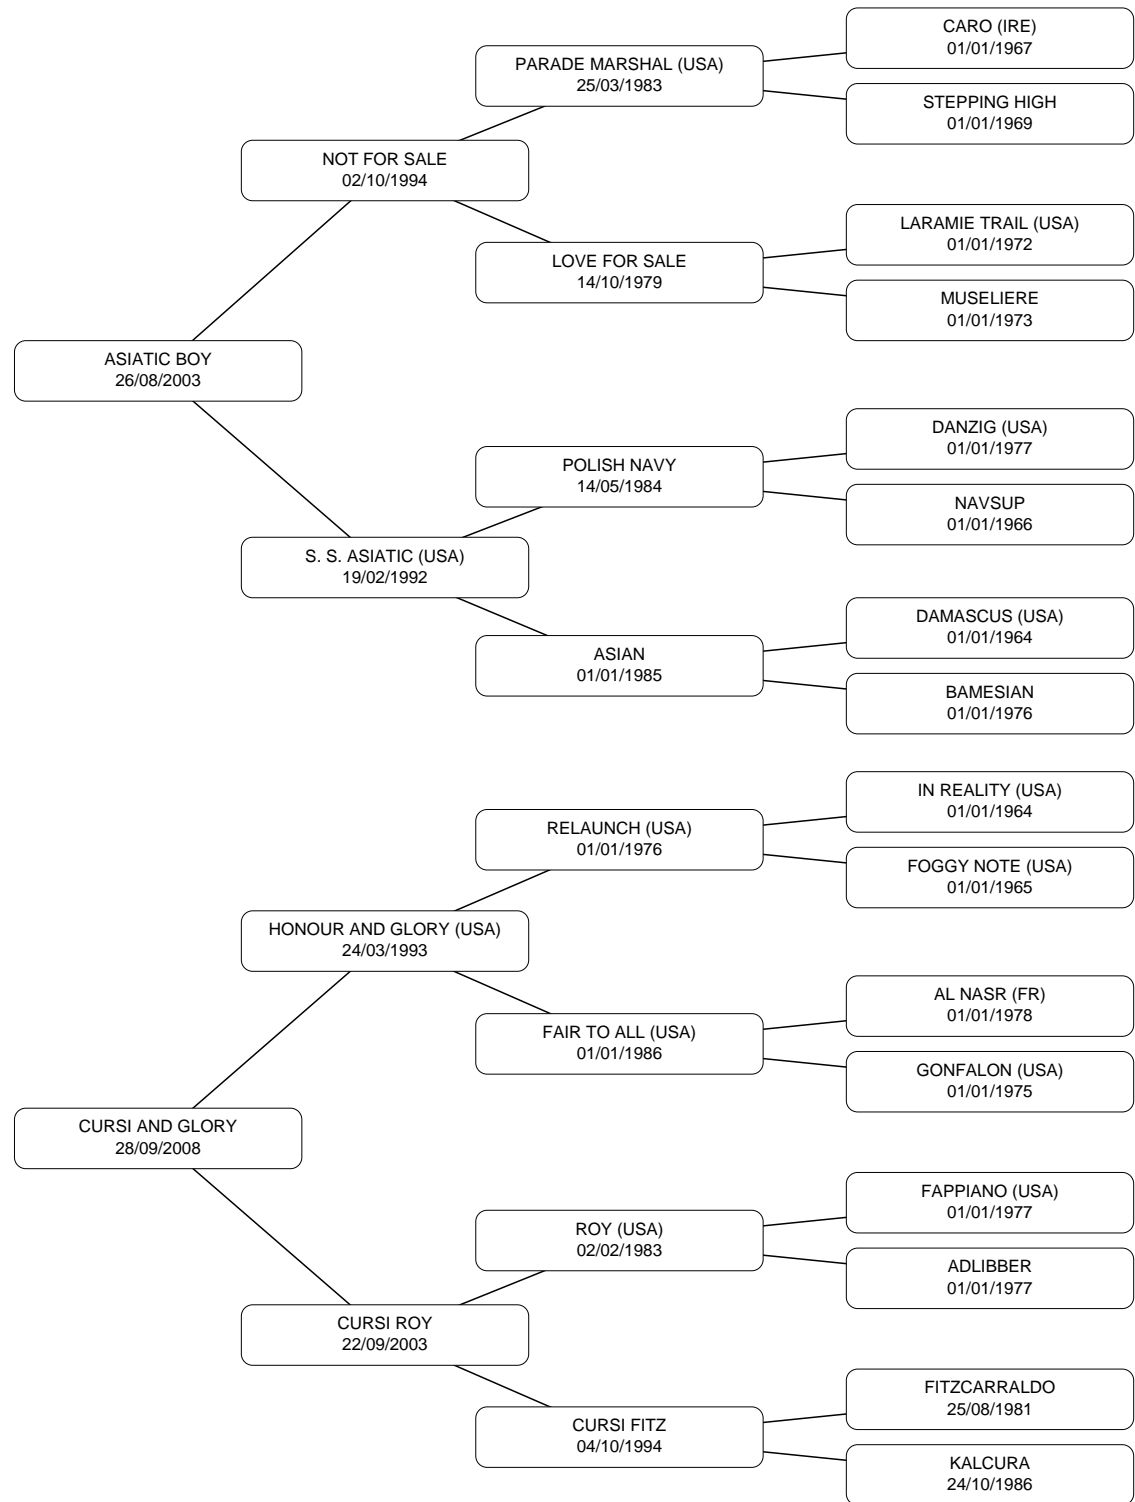 CARO (IRE)
01/01/1967
PARADE MARSHAL (USA)
25/03/1983
STEPPING HIGH
01/01/1969
NOT FOR SALE
02/10/1994
LARAMIE TRAIL (USA)
01/01/1972
LOVE FOR SALE
14/10/1979
MUSELIERE
01/01/1973
ASIATIC BOY
26/08/2003
DANZIG (USA)
01/01/1977
POLISH NAVY
14/05/1984
NAVSUP
01/01/1966
S. S. ASIATIC (USA)
19/02/1992
DAMASCUS (USA)
01/01/1964
ASIAN
01/01/1985
BAMESIAN
01/01/1976
IN REALITY (USA)
01/01/1964
RELAUNCH (USA)
01/01/1976
FOGGY NOTE (USA)
01/01/1965
HONOUR AND GLORY (USA)
24/03/1993
AL NASR (FR)
01/01/1978
FAIR TO ALL (USA)
01/01/1986
GONFALON (USA)
01/01/1975
CURSI AND GLORY
28/09/2008
FAPPIANO (USA)
01/01/1977
ROY (USA)
02/02/1983
ADLIBBER
01/01/1977
CURSI ROY
22/09/2003
FITZCARRALDO
25/08/1981
CURSI FITZ
04/10/1994
KALCURA
24/10/1986